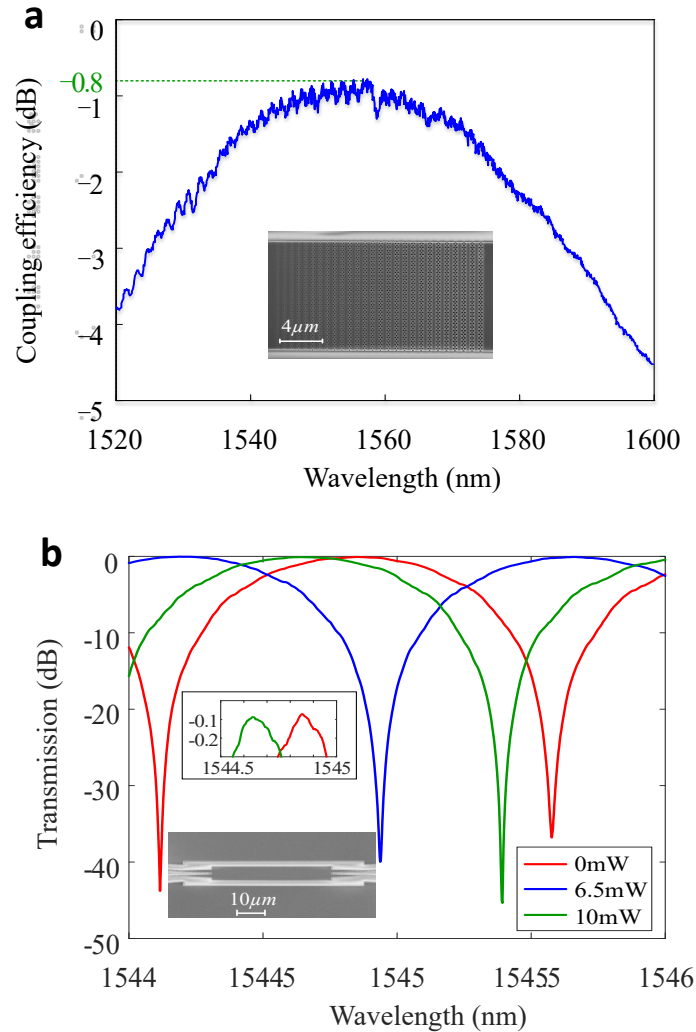 a
0
−0.8
−1
−2
−3
−4
−5
Coupling efficiency (dB)
4μm
1520
1540
1560
1580
1600
Wavelength (nm)
b
0
-10
-20
-30
-40
-50
Transmission (dB)
-0.1
-0.2
1544.5
1545
10μm
0mW
6.5mW
10mW
1544
15445
1545
15455
1546
Wavelength (nm)